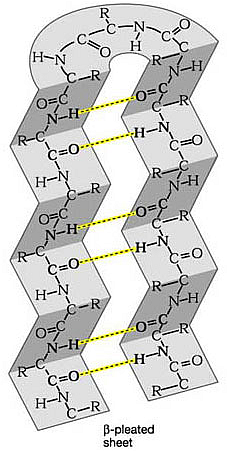 R
C N
O C O
C H C
H N C
C R N H
O C R
N H O C
R C C R
C O H N C O
H N C
C R R
O C N H
N H O C
R C C R
C O H N C O
H N C
C R R
O C N H
N H O C
R C C R
C O H N C O
H N R C
C R
β-pleated
sheet